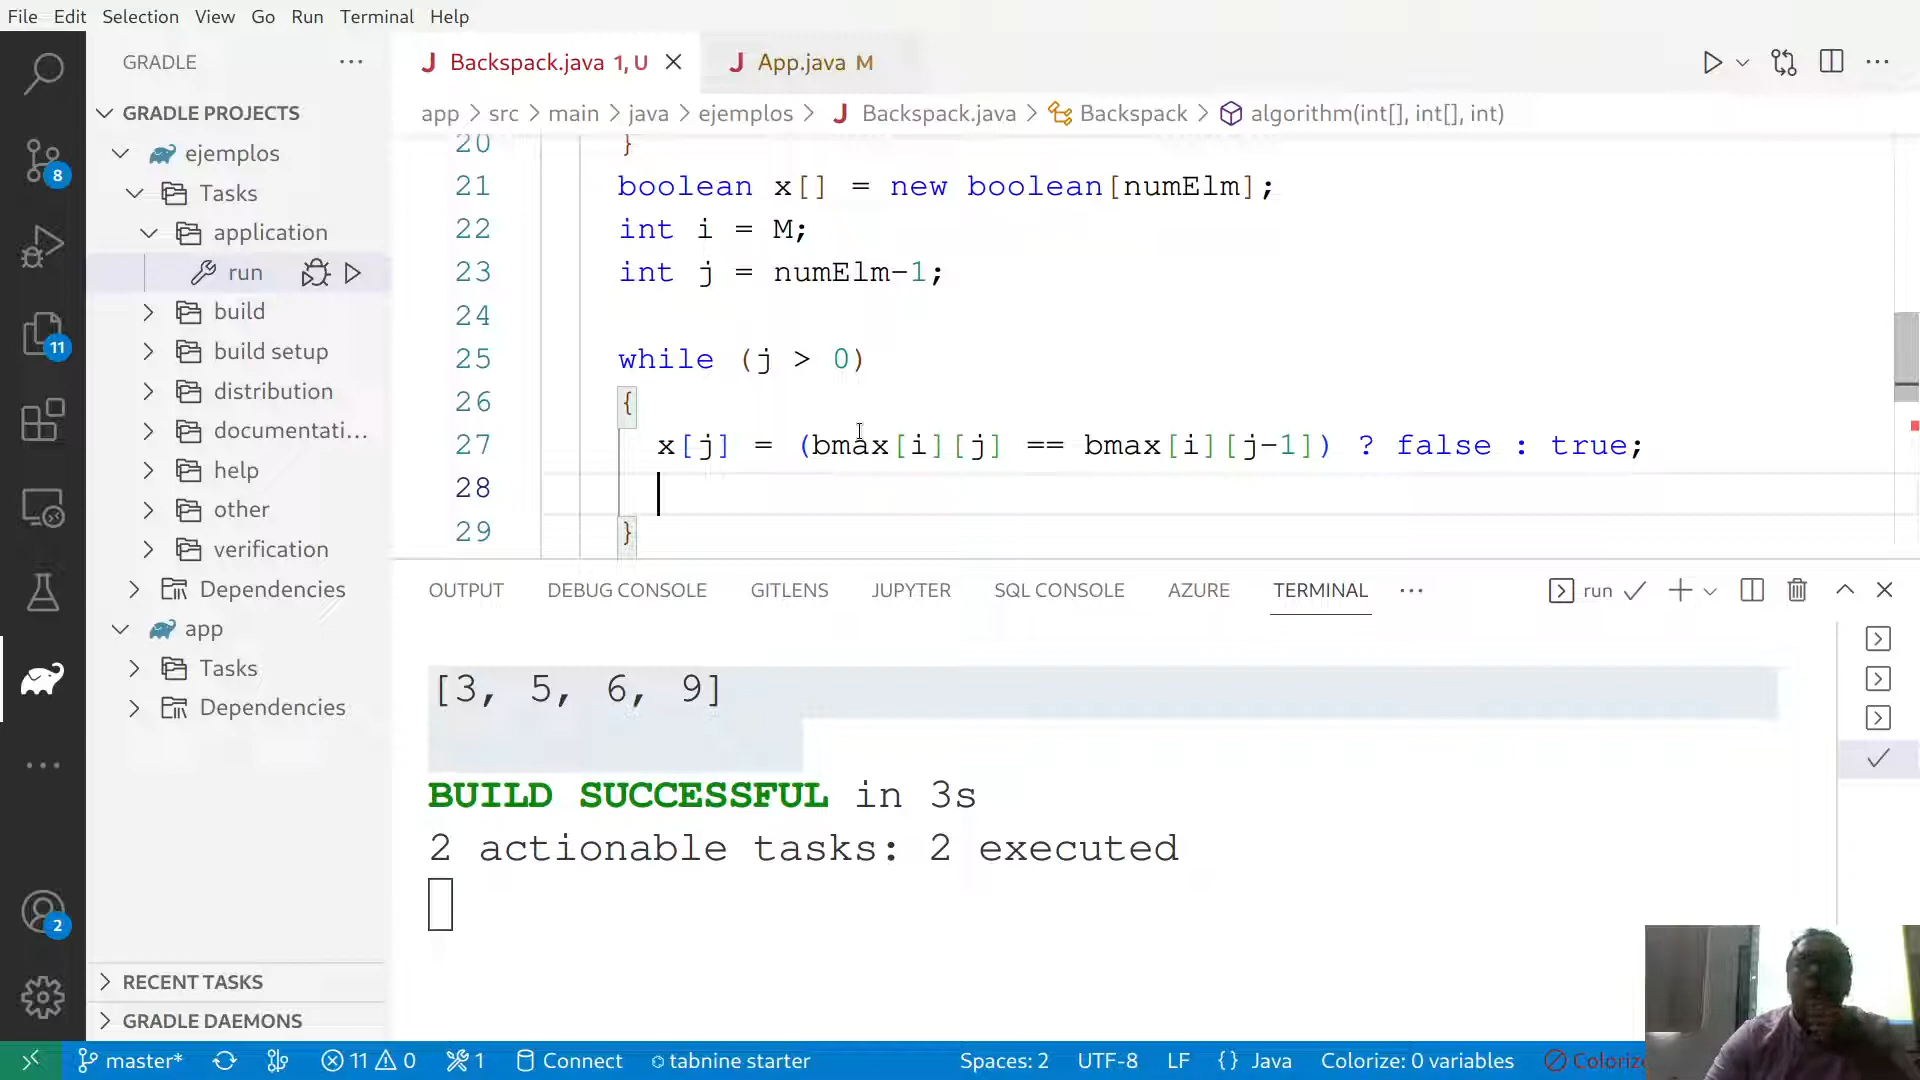 File Edit Selection View Go Run Terminal Help
GRADLE ···
Backspack.java 1, U
App.java M
app > src > main > java > ejemplos > J Backspack.java > Backspack > algorithm(int[], int[], int)
GRADLE PROJECTS
ejemplos
Tasks
application
run
build
build setup
distribution
documentati...
help
other
verification
Dependencies
app
Tasks
Dependencies
RECENT TASKS
GRADLE DAEMONS
8
11
2
20 }
21 boolean x[] = new boolean[numElm];
22 int i = M;
23 int j = numElm-1;
24
25 while (j > 0)
26 {
27 x[j] = (bmax[i][j] == bmax[i][j-1]) ? false : true;
28
29 }
OUTPUT DEBUG CONSOLE GITLENS JUPYTER SQL CONSOLE AZURE TERMINAL ··· run
[3, 5, 6, 9]
BUILD SUCCESSFUL in 3s
2 actionable tasks: 2 executed
master* 11 0 1 Connect tabnine starter Spaces: 2 UTF-8 LF {} Java Colorize: 0 variables